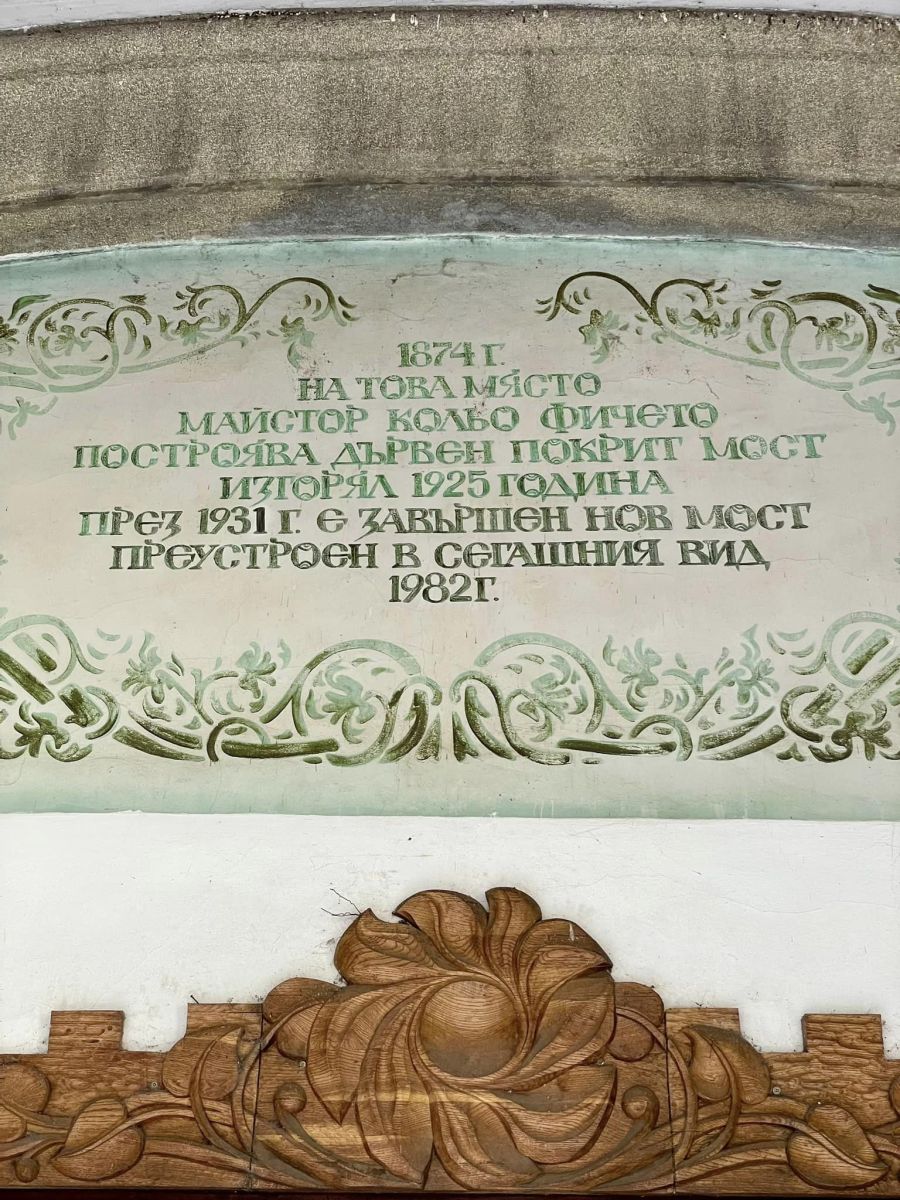 1874 Г.
НА ТОВА МЯСТО
МАЙСТОР КОЛЬО ФИЧЕТО
ПОСТРОЯВА ДЪРВЕН ПОКРИТ МОСТ
ИЗГОРЯЛ 1925 ГОДИНА
ПРЕЗ 1931 Г. Е ЗАВЪРШЕН НОВ МОСТ
ПРЕУСТРОЕН В СЕГАШНИЯ ВИД
1982 Г.